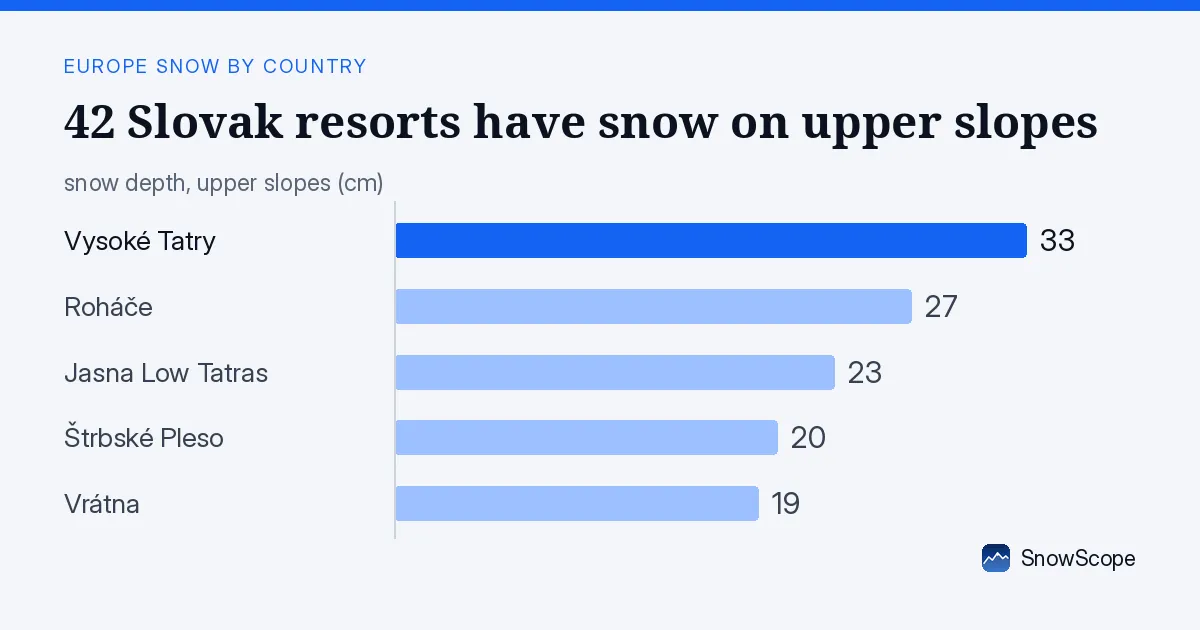 EUROPE SNOW BY COUNTRY
42 Slovak resorts have snow on upper slopes
snow depth, upper slopes (cm)
Vysoké Tatry 33
Roháče 27
Jasna Low Tatras 23
Štrbské Pleso 20
Vrátna 19
SnowScope